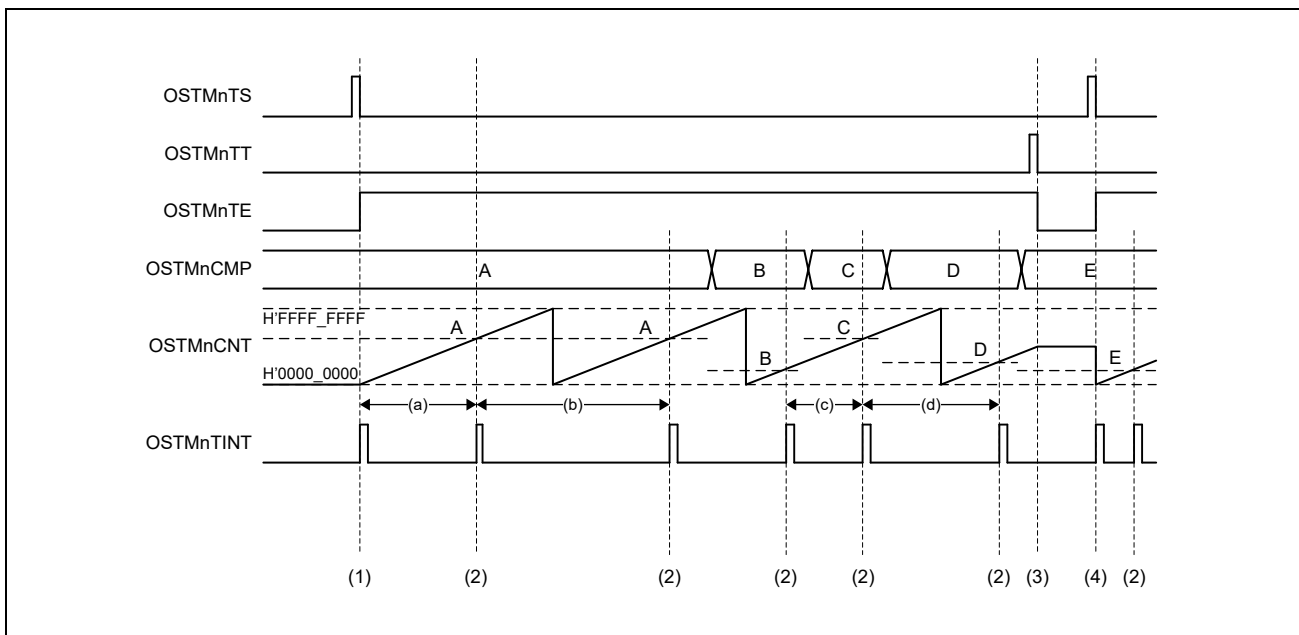 OSTMnTS
OSTMnTT
OSTMnTE
OSTMnCMP A B C D E
H'FFFF_FFFF
A A C
OSTMnCNT B D E
H'0000_0000
(a) (b) (c) (d)
OSTMnTINT
(1) (2) (2) (2) (2) (2) (3) (4) (2)